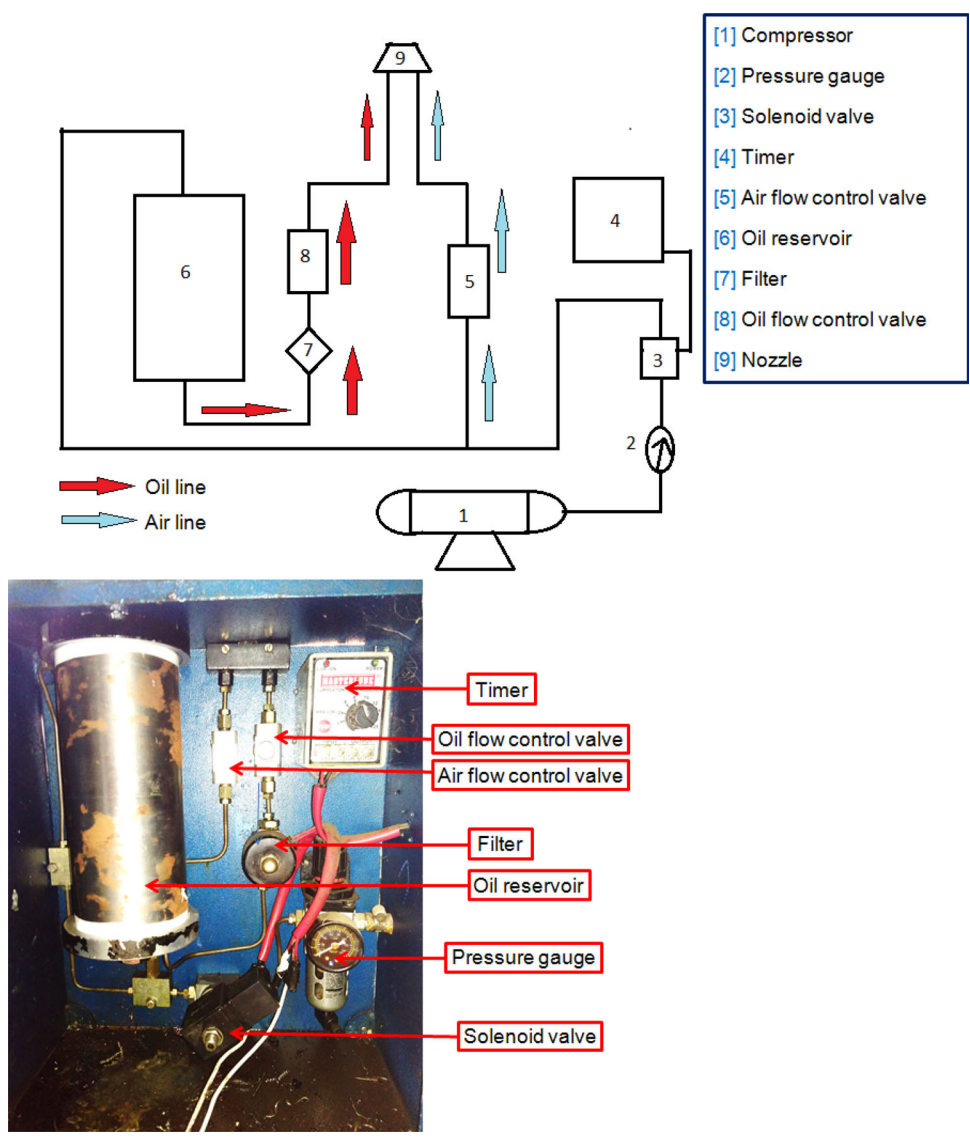 9
6
8
7
5
4
3
2
1
[1] Compressor
[2] Pressure gauge
[3] Solenoid valve
[4] Timer
[5] Air flow control valve
[6] Oil reservoir
[7] Filter
[8] Oil flow control valve
[9] Nozzle
Oil line
Air line
Timer
Oil flow control valve
Air flow control valve
Filter
Oil reservoir
Pressure gauge
Solenoid valve